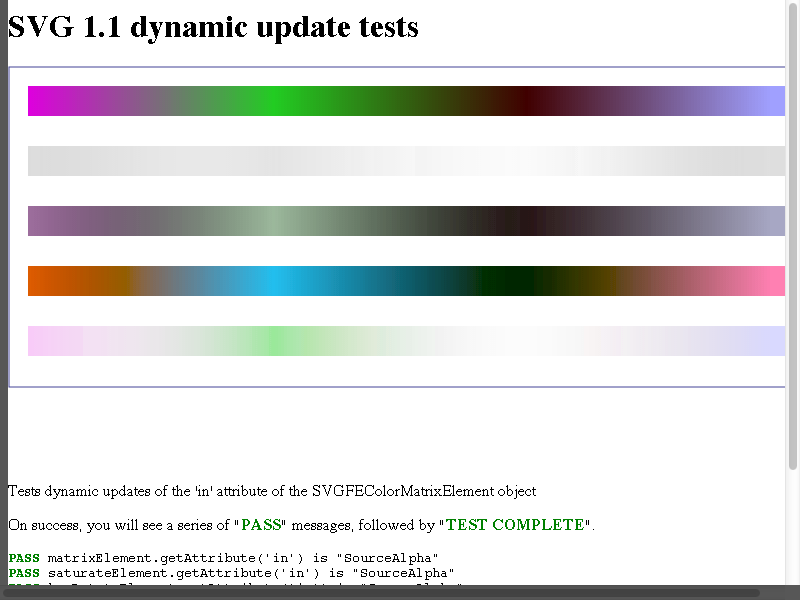 SVG 1.1 dynamic update tests
Tests dynamic updates of the 'in' attribute of the SVGFEColorMatrixElement object
On success, you will see a series of "PASS" messages, followed by "TEST COMPLETE".
PASS matrixElement.getAttribute('in') is "SourceAlpha"
PASS saturateElement.getAttribute('in') is "SourceAlpha"